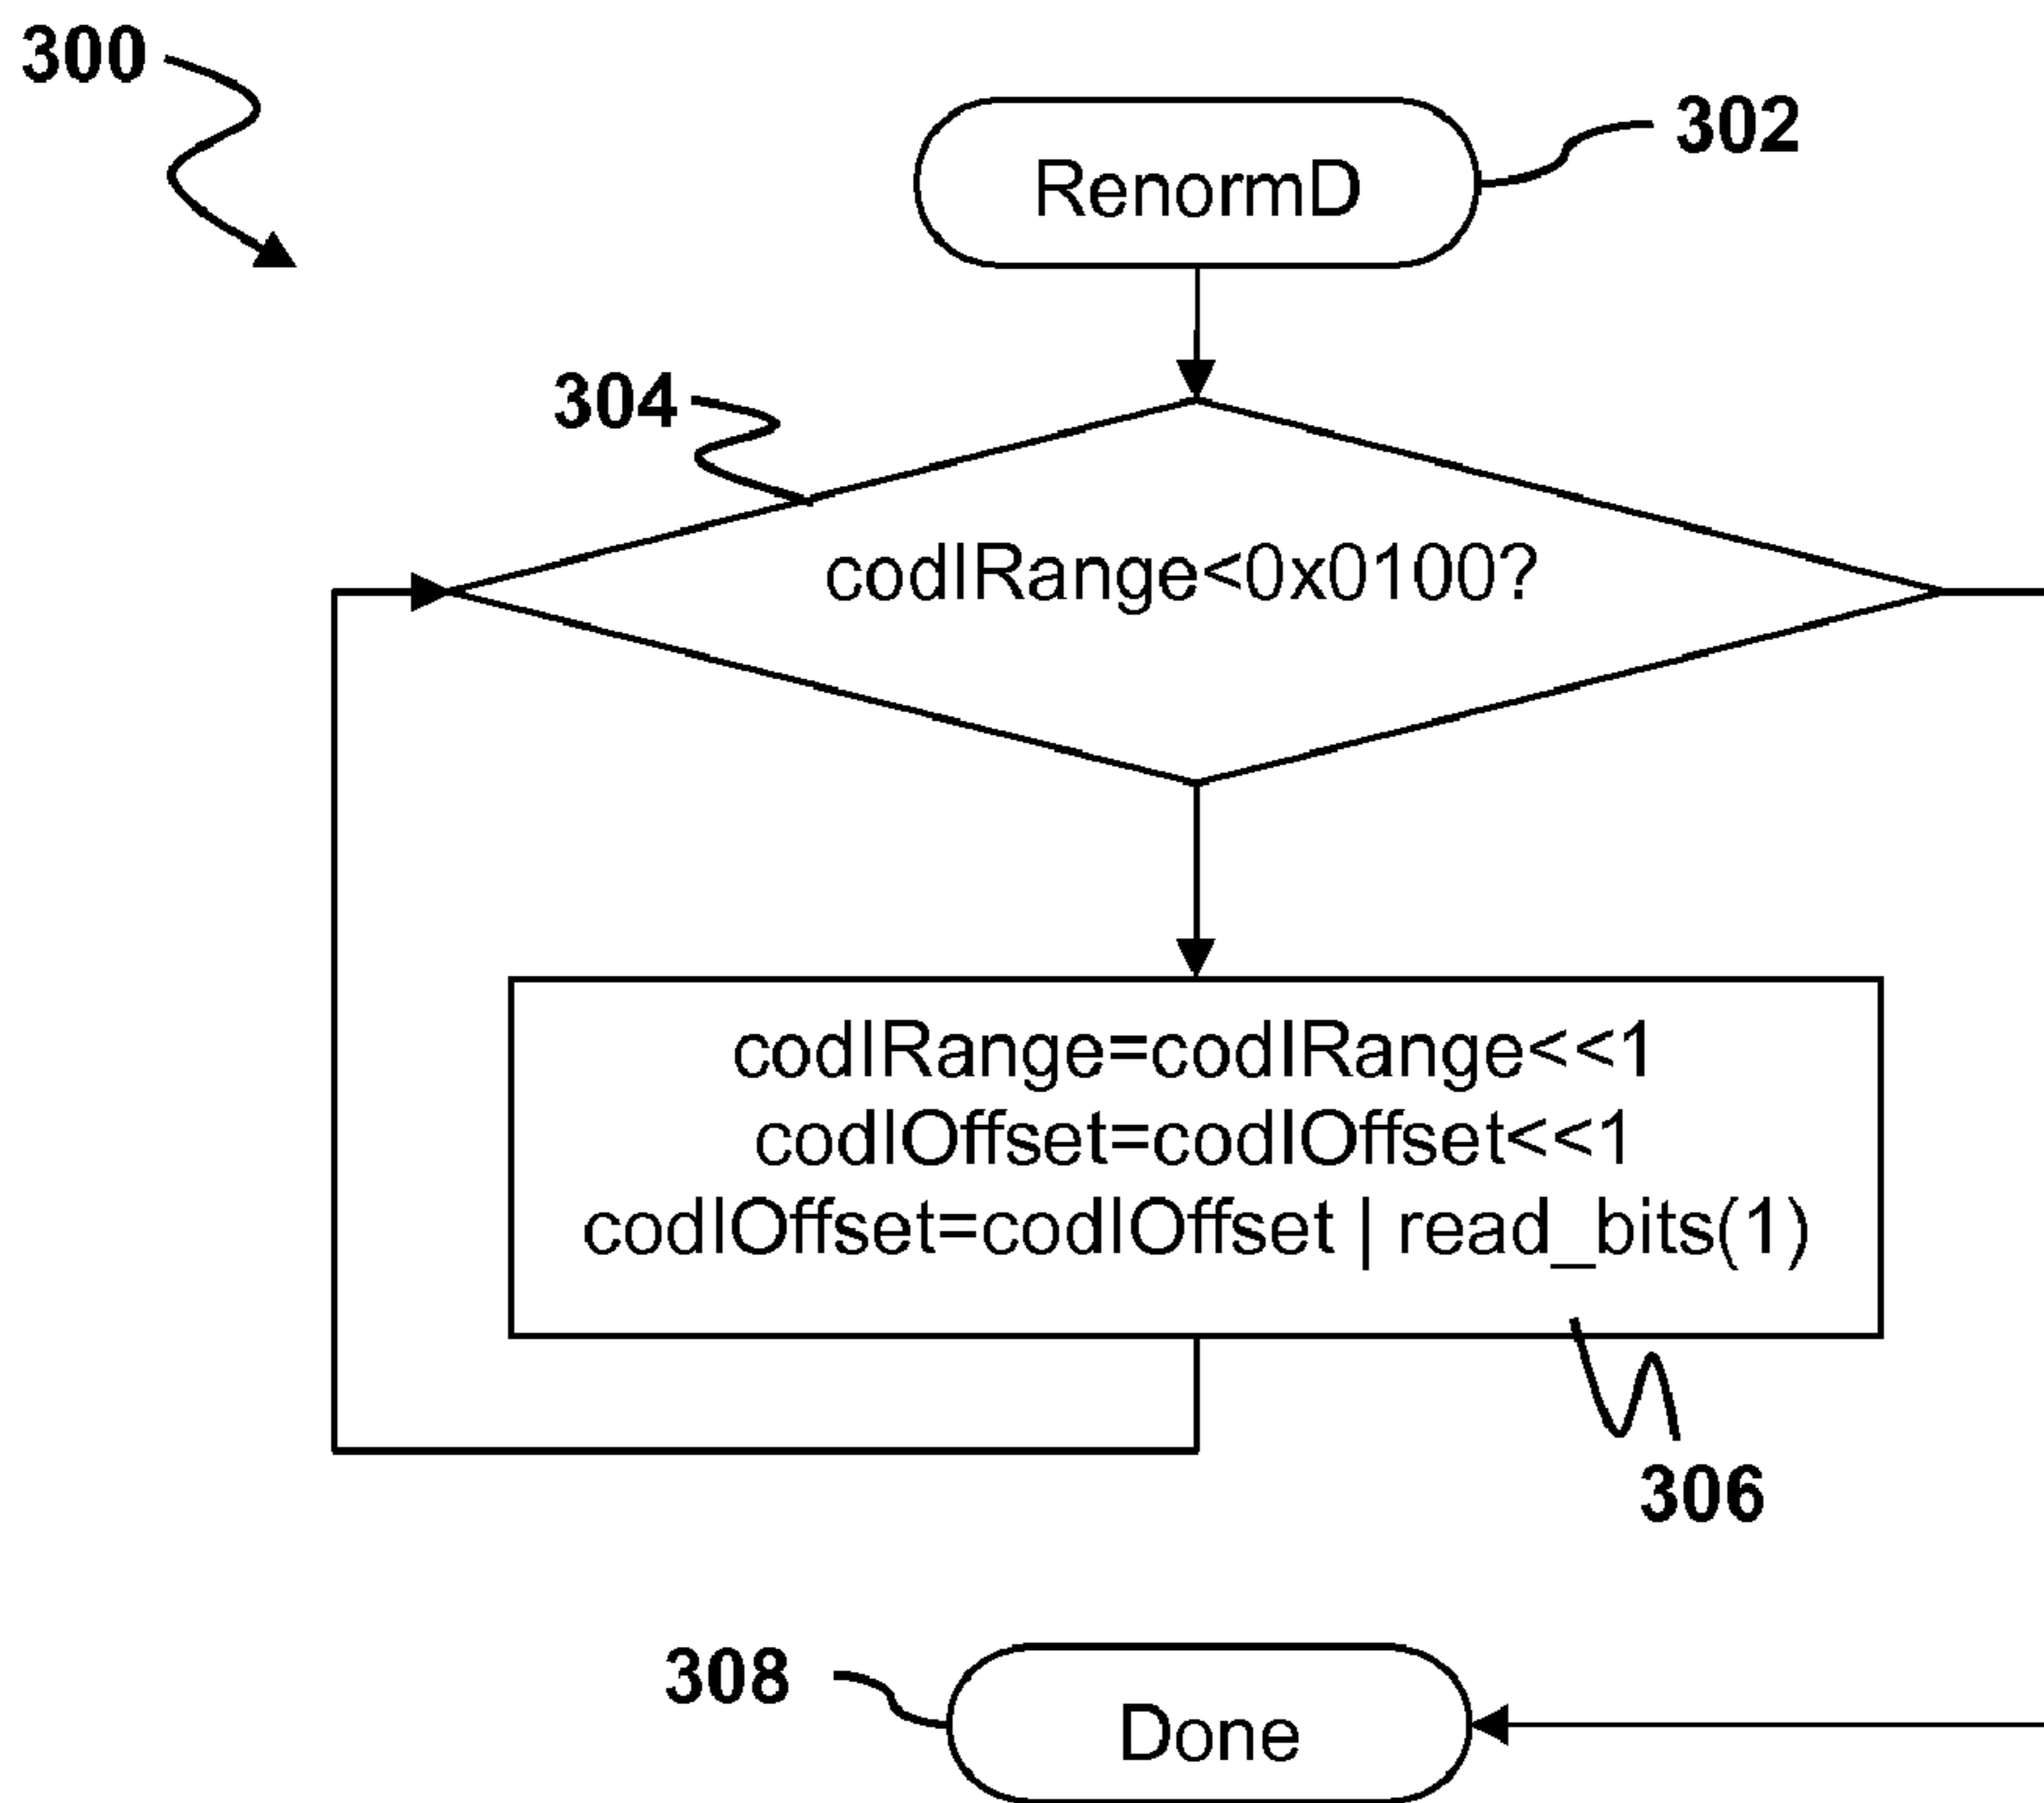 300
302
RenormD
304
codIRange<0x0100?
codIRange=codIRange<<1
codIOffset=codIOffset<<1
codIOffset=codIOffset | read_bits(1)
306
308
Done